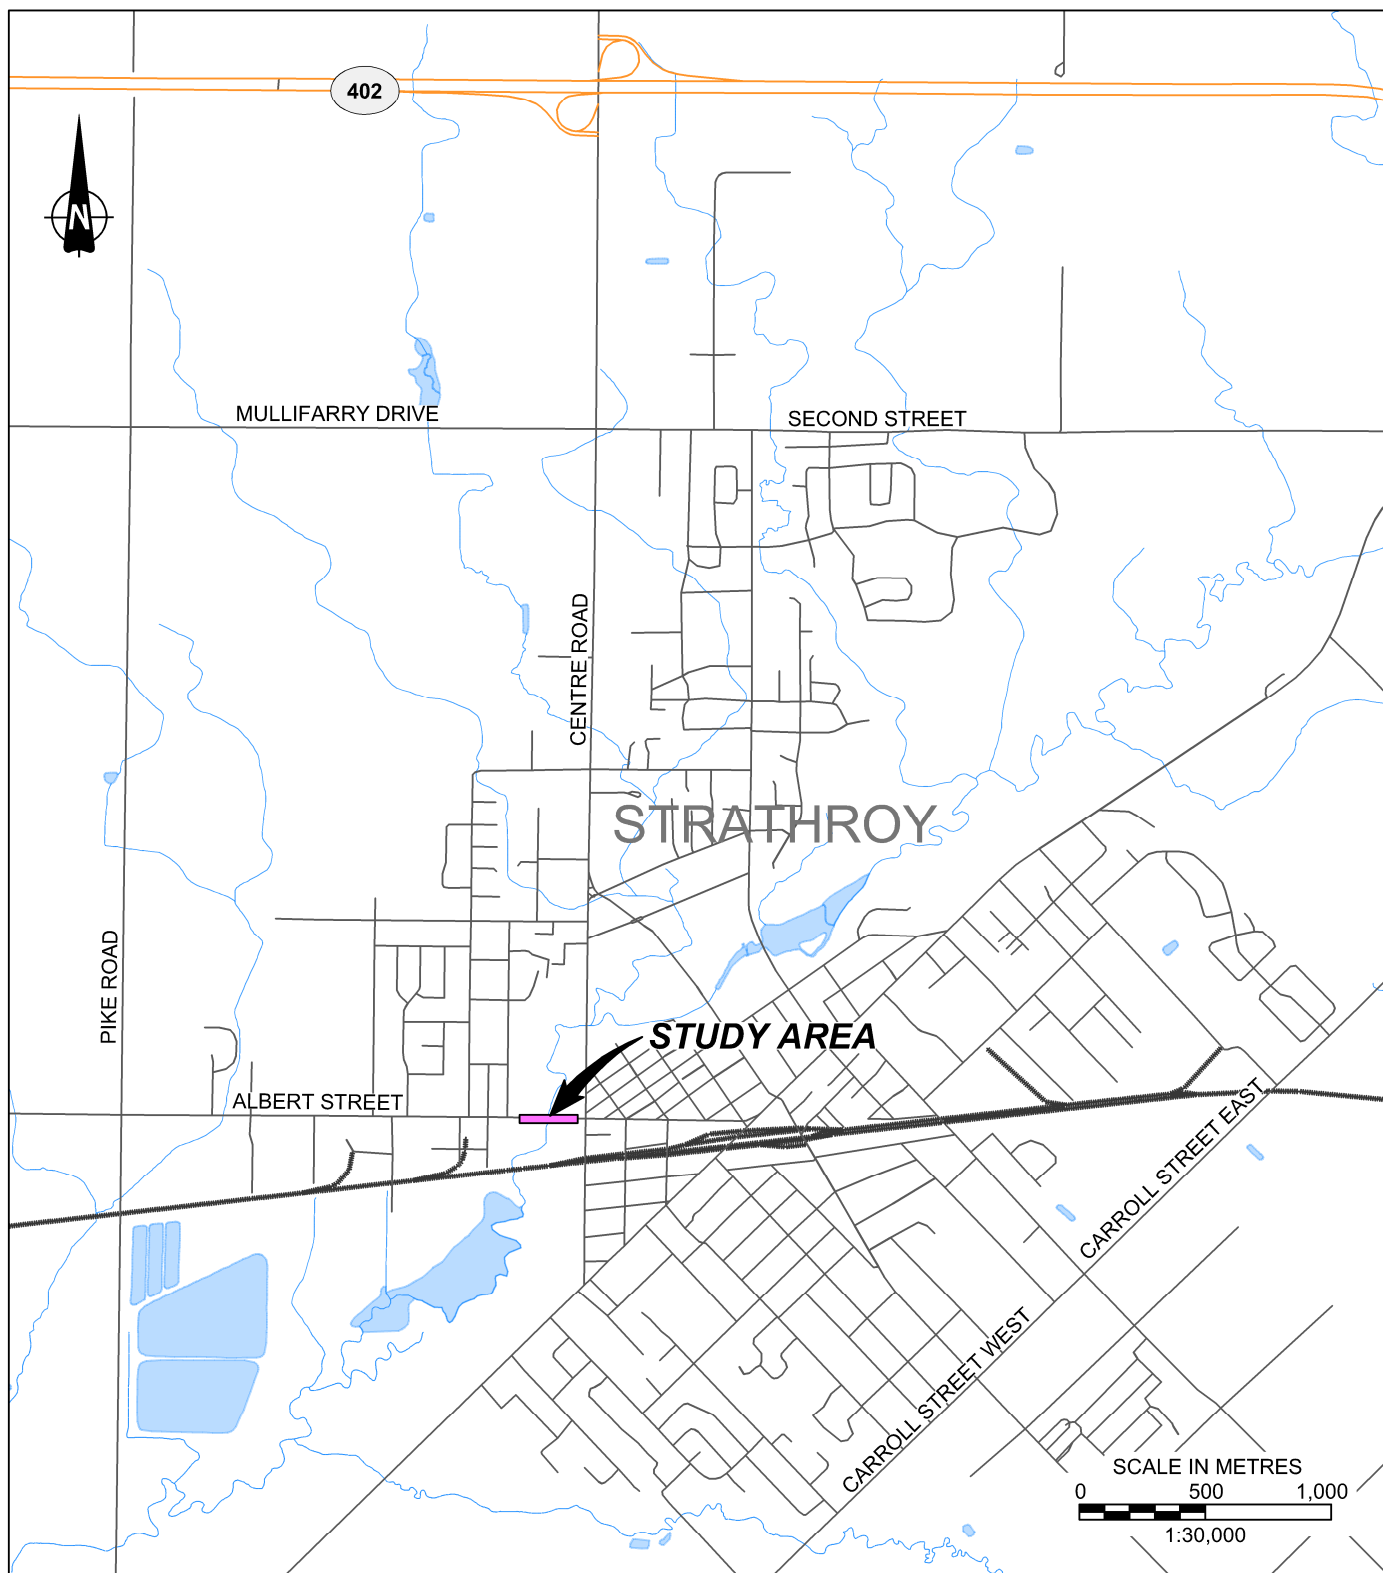 402
N
MULLIFARRY DRIVE
SECOND STREET
CENTRE ROAD
STRATHROY
PIKE ROAD
STUDY AREA
ALBERT STREET
CARROLL STREET EAST
CARROLL STREET WEST
SCALE IN METRES
0 500 1,000
1:30,000